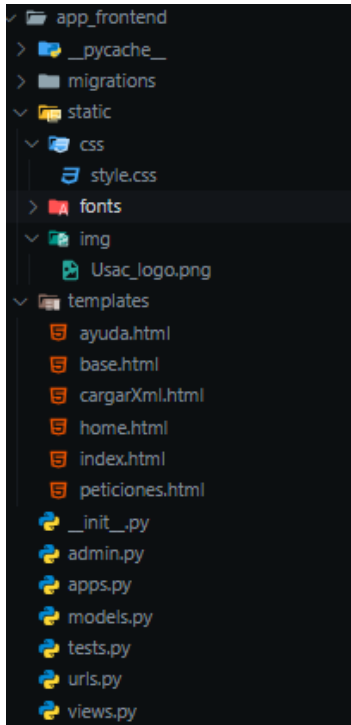 app_frontend
__pycache__
migrations
static
css
style.css
fonts
img
Usac_logo.png
templates
ayuda.html
base.html
cargarXml.html
home.html
index.html
peticiones.html
__init__.py
admin.py
apps.py
models.py
tests.py
urls.py
views.py